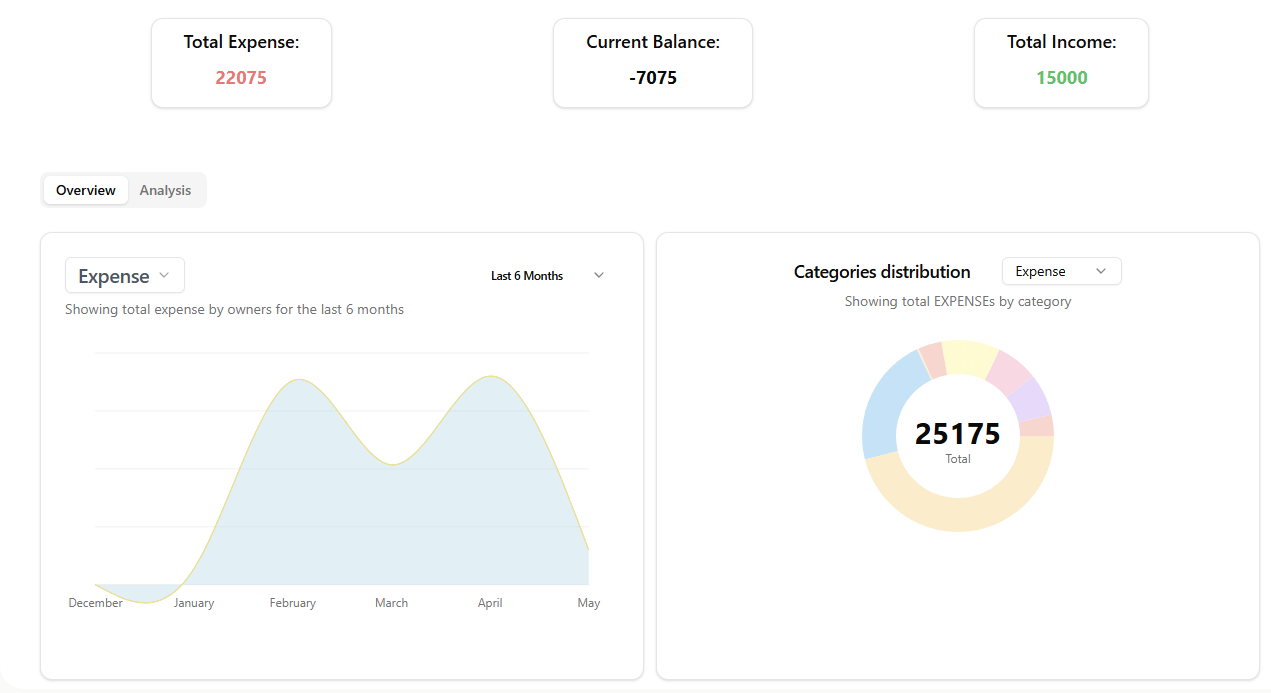 Total Expense:
22075
Current Balance:
-7075
Total Income:
15000
Overview
Analysis
Expense
Last 6 Months
Showing total expense by owners for the last 6 months
December
January
February
March
April
May
Categories distribution
Expense
Showing total EXPENSEs by category
25175
Total